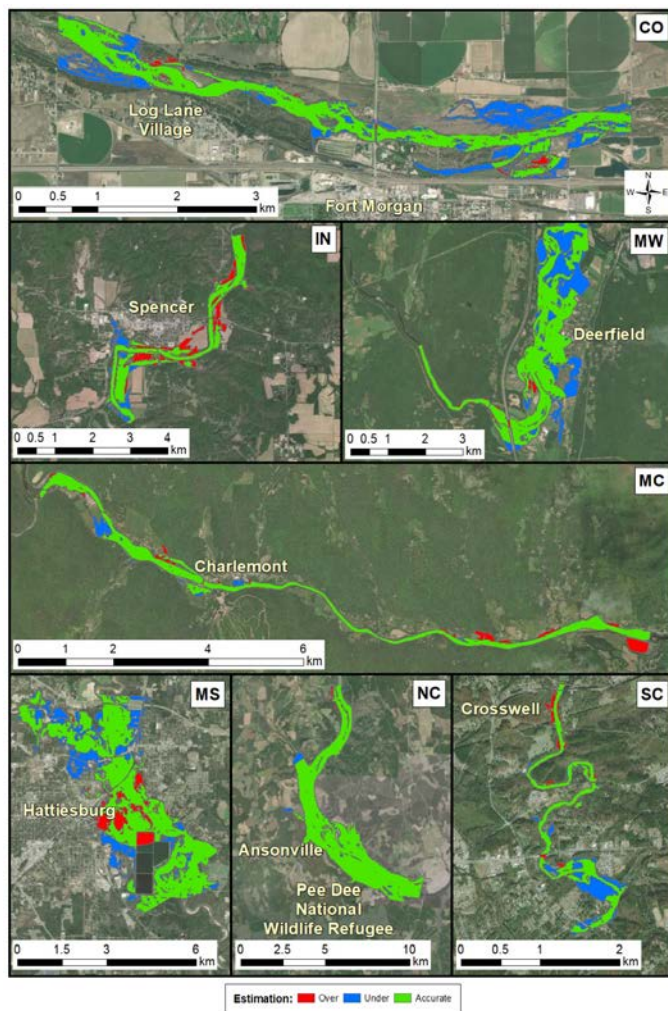 CO
Log Lane
Village
0 0.5 1 2 3
km
Fort Morgan
N
W E
S
IN
Spencer
0 0.5 1 2 3 4
km
MW
Deerfield
0 0.5 1 2 3
km
MC
Charlemont
0 1 2 4 6
km
MS
Hattiesburg
0 1.5 3 6
km
NC
Ansonville
Pee Dee
National
Wildlife Refugee
0 2.5 5 10
km
SC
Crosswell
0 0.5 1 2
km
Estimation: Over Under Accurate